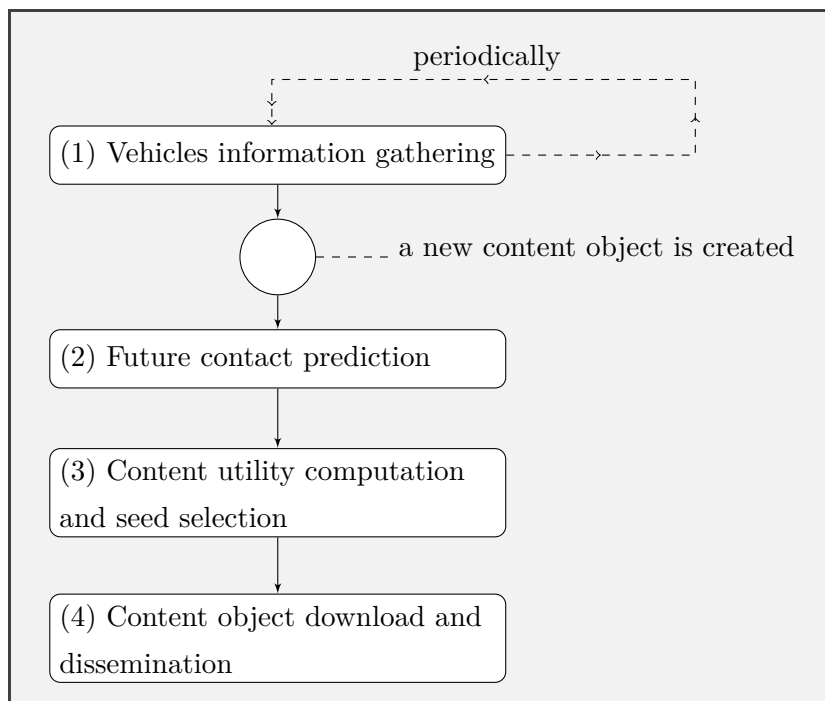 periodically
(1) Vehicles information gathering
a new content object is created
(2) Future contact prediction
(3) Content utility computation
and seed selection
(4) Content object download and
dissemination